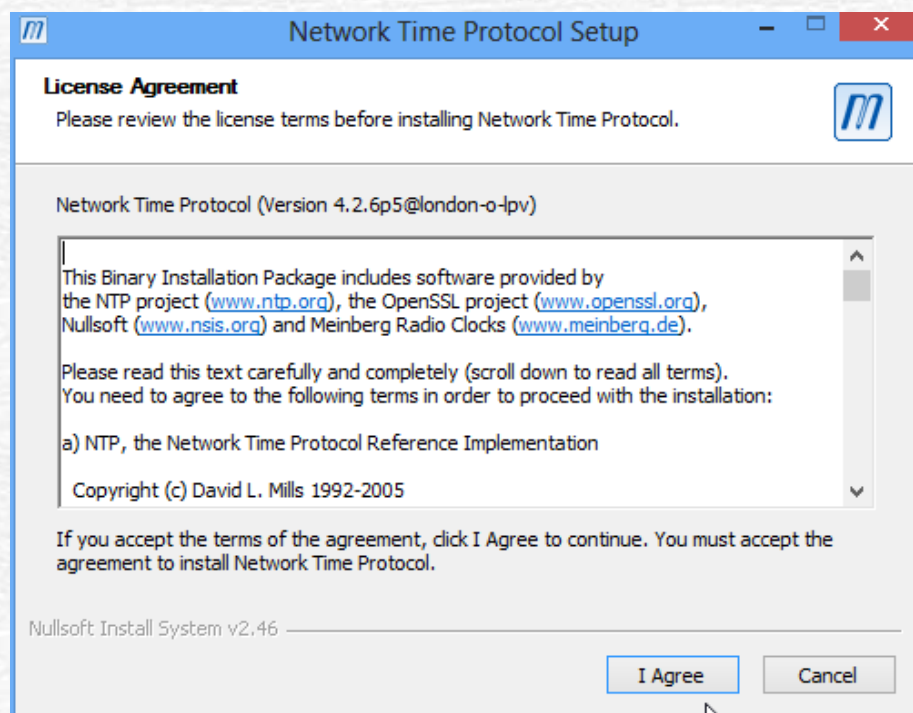 Network Time Protocol Setup
License Agreement
Please review the license terms before installing Network Time Protocol.
Network Time Protocol (Version 4.2.6p5@london-o-lpv)
This Binary Installation Package includes software provided by
the NTP project (www.ntp.org), the OpenSSL project (www.openssl.org),
Nullsoft (www.nsis.org) and Meinberg Radio Clocks (www.meinberg.de).
Please read this text carefully and completely (scroll down to read all terms).
You need to agree to the following terms in order to proceed with the installation:
a) NTP, the Network Time Protocol Reference Implementation
Copyright (c) David L. Mills 1992-2005
If you accept the terms of the agreement, click I Agree to continue. You must accept the
agreement to install Network Time Protocol.
Nullsoft Install System v2.46
I Agree
Cancel